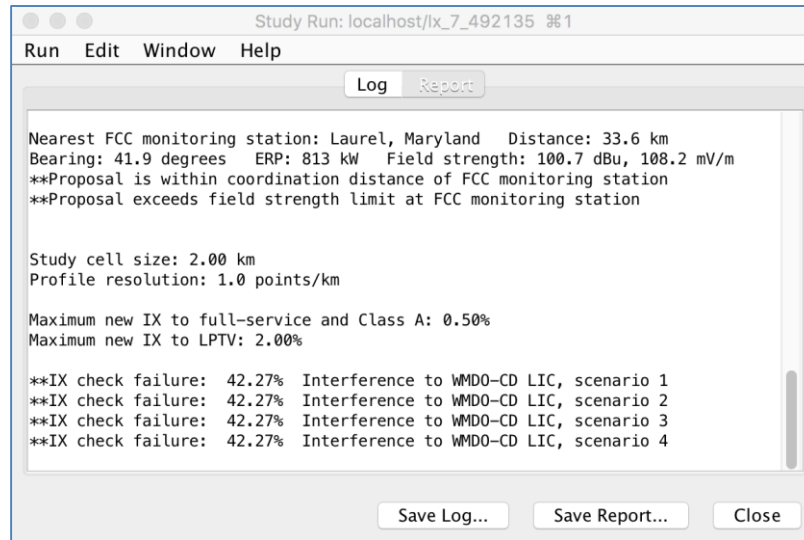 Study Run: localhost/Ix_7_492135 ⌘1
Run Edit Window Help
Log Report
Nearest FCC monitoring station: Laurel, Maryland   Distance: 33.6 km
Bearing: 41.9 degrees   ERP: 813 kW   Field strength: 100.7 dBu, 108.2 mV/m
**Proposal is within coordination distance of FCC monitoring station
**Proposal exceeds field strength limit at FCC monitoring station
Study cell size: 2.00 km
Profile resolution: 1.0 points/km
Maximum new IX to full-service and Class A: 0.50%
Maximum new IX to LPTV: 2.00%
**IX check failure:  42.27%  Interference to WMDO-CD LIC, scenario 1
**IX check failure:  42.27%  Interference to WMDO-CD LIC, scenario 2
**IX check failure:  42.27%  Interference to WMDO-CD LIC, scenario 3
**IX check failure:  42.27%  Interference to WMDO-CD LIC, scenario 4
Save Log... Save Report... Close